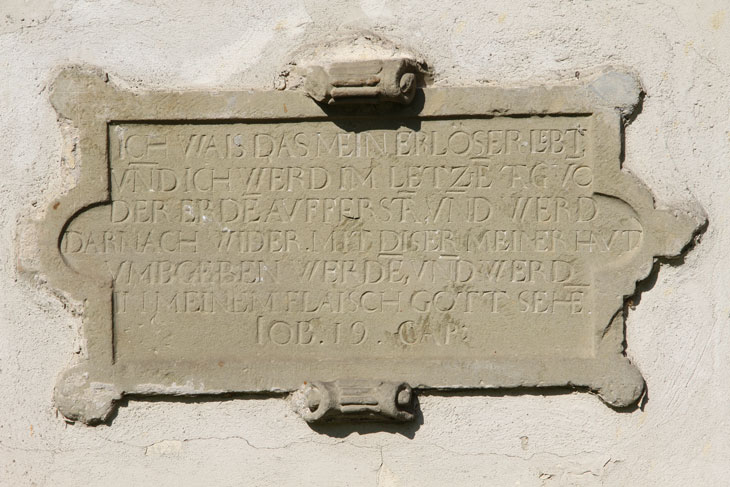 ICH WAIS DAS MEIN ERLÖSER LEBT,
VND ICH WERD IM LETZTE TAG VO
DER ERDE AVFFERSTA, VND WERD
DARNACH WIDER MIT DISER MEINER HVT
VMBGEBEN WERDE, VND WERD
IN MEINEM FLAISCH GOTT SEHE.
IOB. 19. CAP.